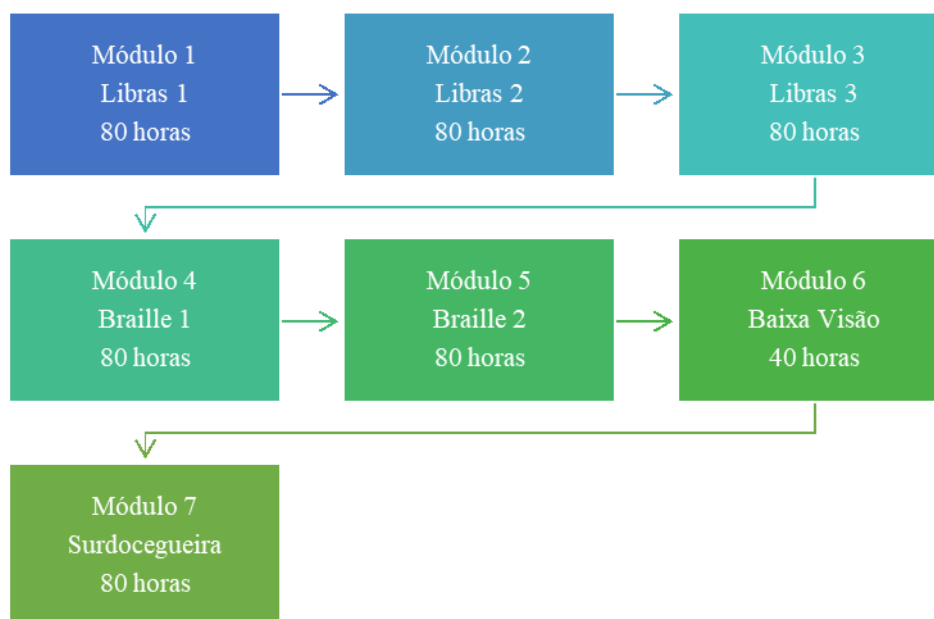 Módulo 1
Libras 1
80 horas
Módulo 2
Libras 2
80 horas
Módulo 3
Libras 3
80 horas
Módulo 4
Braille 1
80 horas
Módulo 5
Braille 2
80 horas
Módulo 6
Baixa Visão
40 horas
Módulo 7
Surdocegueira
80 horas